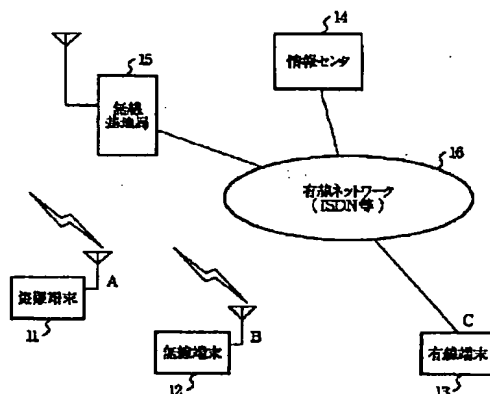 14
情報センタ
15
無線
基地局
16
有線ネットワーク
(ISDN等)
A
無線端末
11
B
無線端末
12
C
有線端末
13